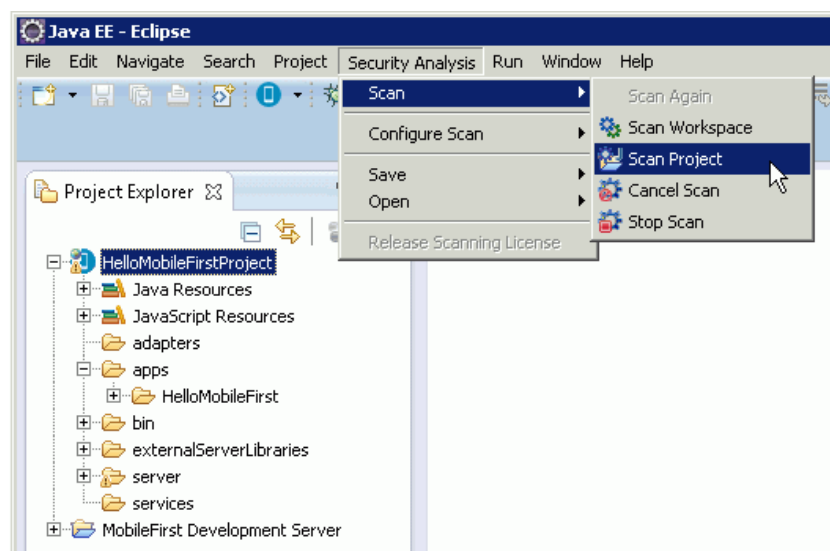 Java EE - Eclipse
File Edit Navigate Search Project Security Analysis Run Window Help
Scan
Configure Scan
Save
Open
Release Scanning License
Scan Again
Scan Workspace
Scan Project
Cancel Scan
Stop Scan
Project Explorer
HelloMobileFirstProject
Java Resources
JavaScript Resources
adapters
apps
HelloMobileFirst
bin
externalServerLibraries
server
services
MobileFirst Development Server